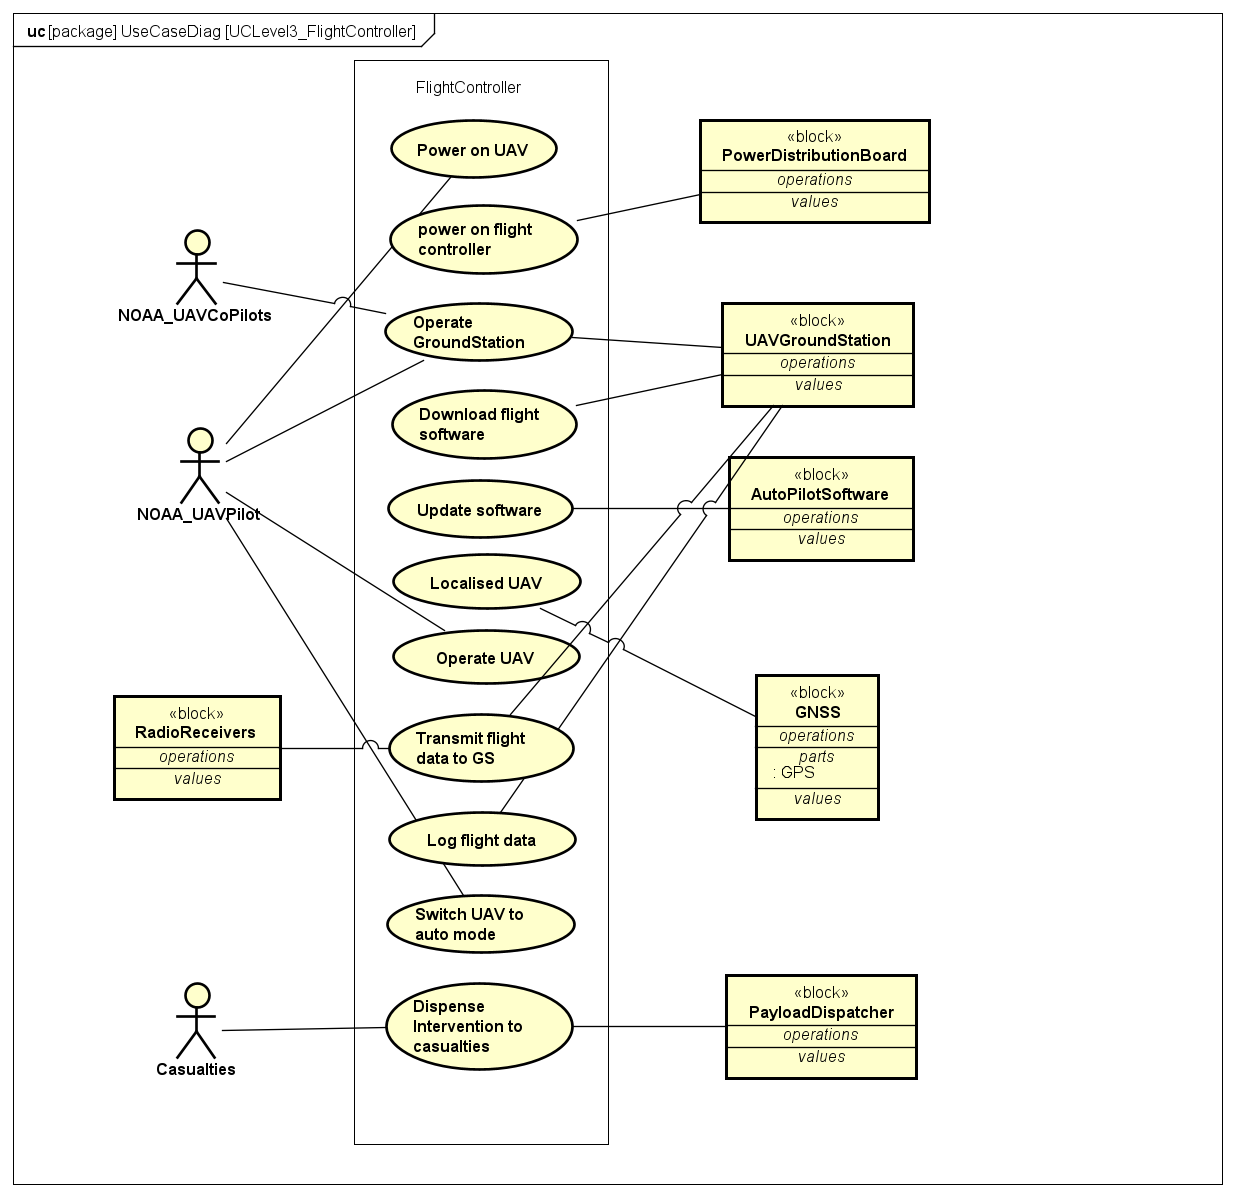 uc [package] UseCaseDiag [UCLevel3_FlightController]
FlightController
Power on UAV
power on flight
controller
Operate
GroundStation
Download flight
software
Update software
Localised UAV
Operate UAV
Transmit flight
data to GS
Log flight data
Switch UAV to
auto mode
Dispense
Intervention to
casualties
NOAA_UAVCoPilots
NOAA_UAVPilot
«block»
RadioReceivers
operations
values
Casualties
«block»
PowerDistributionBoard
operations
values
«block»
UAVGroundStation
operations
values
«block»
AutoPilotSoftware
operations
values
«block»
GNSS
operations
parts
: GPS
values
«block»
PayloadDispatcher
operations
values